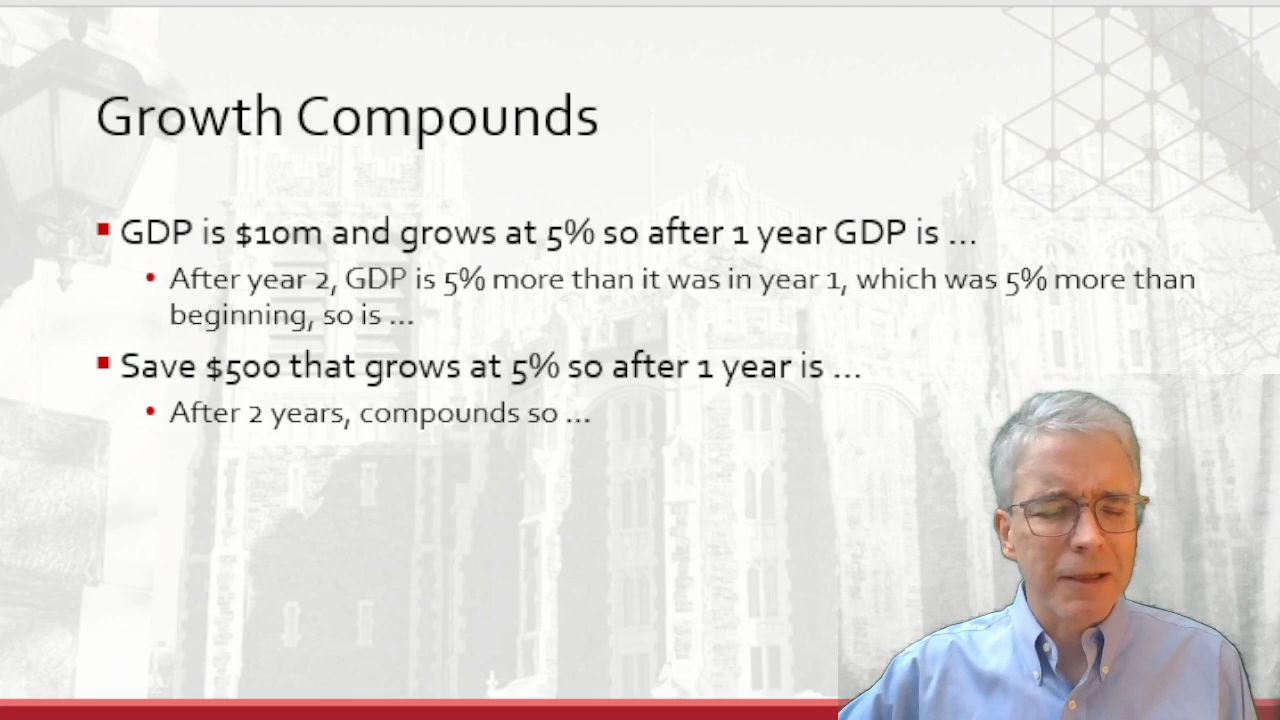 Growth Compounds
GDP is $10m and grows at 5% so after 1 year GDP is ...
After year 2, GDP is 5% more than it was in year 1, which was 5% more than
beginning, so is ...
Save $500 that grows at 5% so after 1 year is ...
After 2 years, compounds so ...